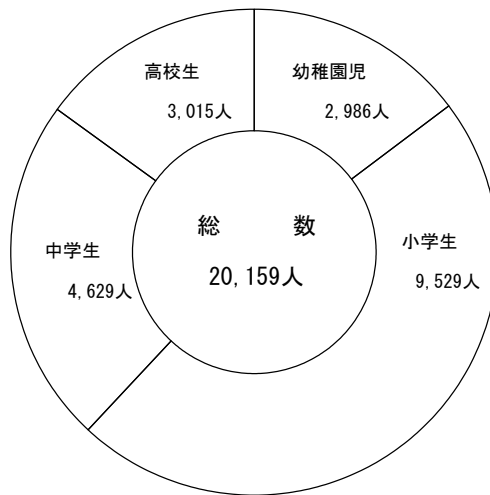 高校生
3,015人
幼稚園児
2,986人
総　数
20,159人
小学生
9,529人
中学生
4,629人